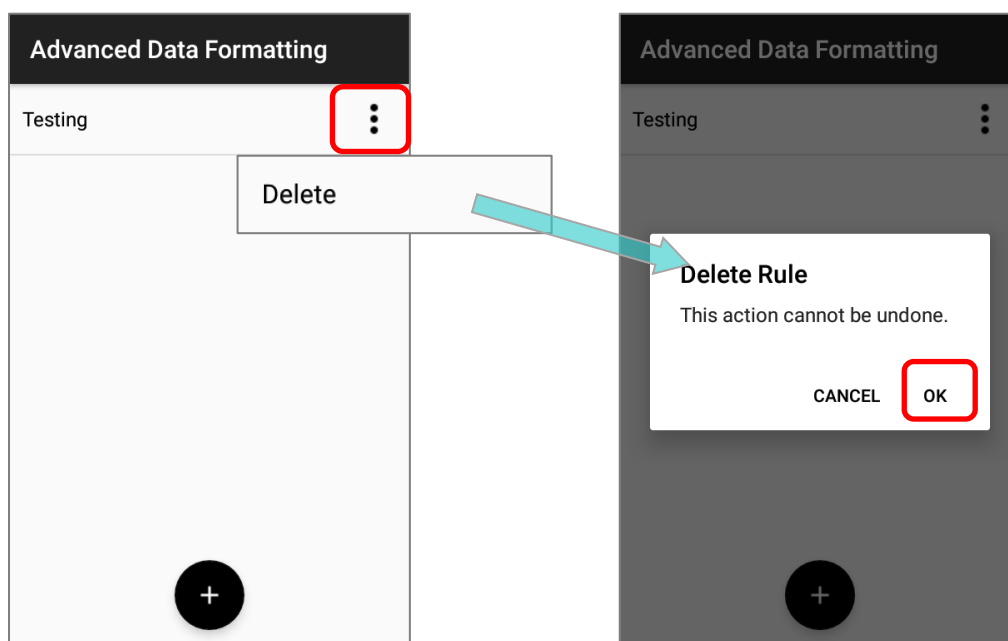 Advanced Data Formatting
Testing
Delete
Advanced Data Formatting
Testing
Delete Rule
This action cannot be undone.
CANCEL OK